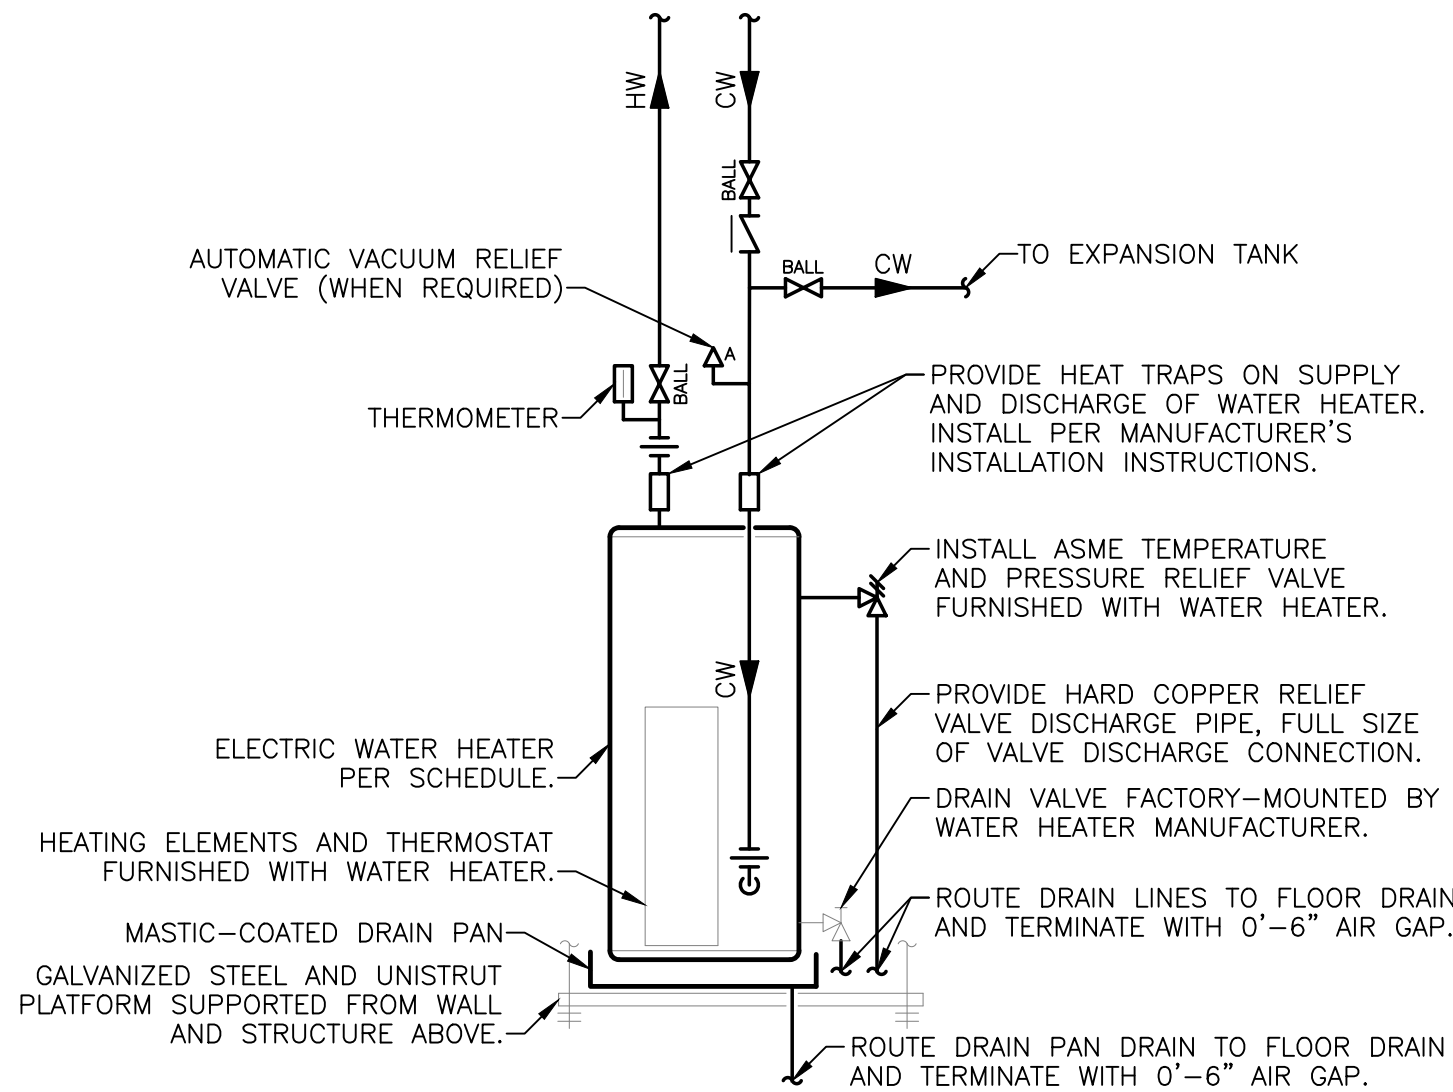 HW
CW
BALL
AUTOMATIC VACUUM RELIEF
VALVE (WHEN REQUIRED)
BALL
CW
TO EXPANSION TANK
A
BALL
THERMOMETER
PROVIDE HEAT TRAPS ON SUPPLY
AND DISCHARGE OF WATER HEATER.
INSTALL PER MANUFACTURER'S
INSTALLATION INSTRUCTIONS.
INSTALL ASME TEMPERATURE
AND PRESSURE RELIEF VALVE
FURNISHED WITH WATER HEATER.
CW
PROVIDE HARD COPPER RELIEF
VALVE DISCHARGE PIPE, FULL SIZE
OF VALVE DISCHARGE CONNECTION.
ELECTRIC WATER HEATER
PER SCHEDULE.
DRAIN VALVE FACTORY-MOUNTED BY
WATER HEATER MANUFACTURER.
HEATING ELEMENTS AND THERMOSTAT
FURNISHED WITH WATER HEATER.
ROUTE DRAIN LINES TO FLOOR DRAIN
AND TERMINATE WITH 0'-6" AIR GAP.
MASTIC-COATED DRAIN PAN
GALVANIZED STEEL AND UNISTRUT
PLATFORM SUPPORTED FROM WALL
AND STRUCTURE ABOVE.
ROUTE DRAIN PAN DRAIN TO FLOOR DRAIN
AND TERMINATE WITH 0'-6" AIR GAP.